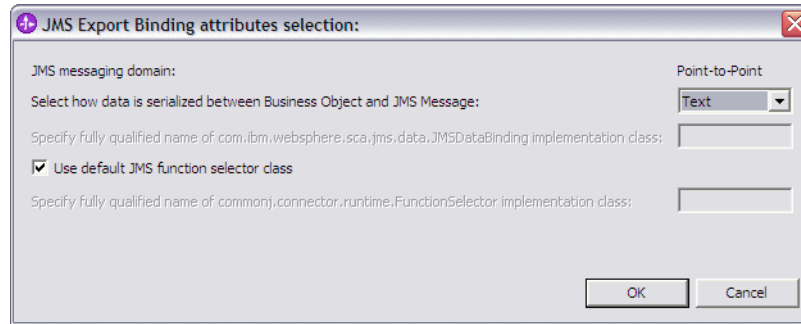 JMS Export Binding attributes selection:
JMS messaging domain: Point-to-Point
Select how data is serialized between Business Object and JMS Message: Text
Specify fully qualified name of com.ibm.websphere.sca.jms.data.JMSDataBinding implementation class:
Use default JMS function selector class
Specify fully qualified name of commonj.connector.runtime.FunctionSelector implementation class:
OK Cancel